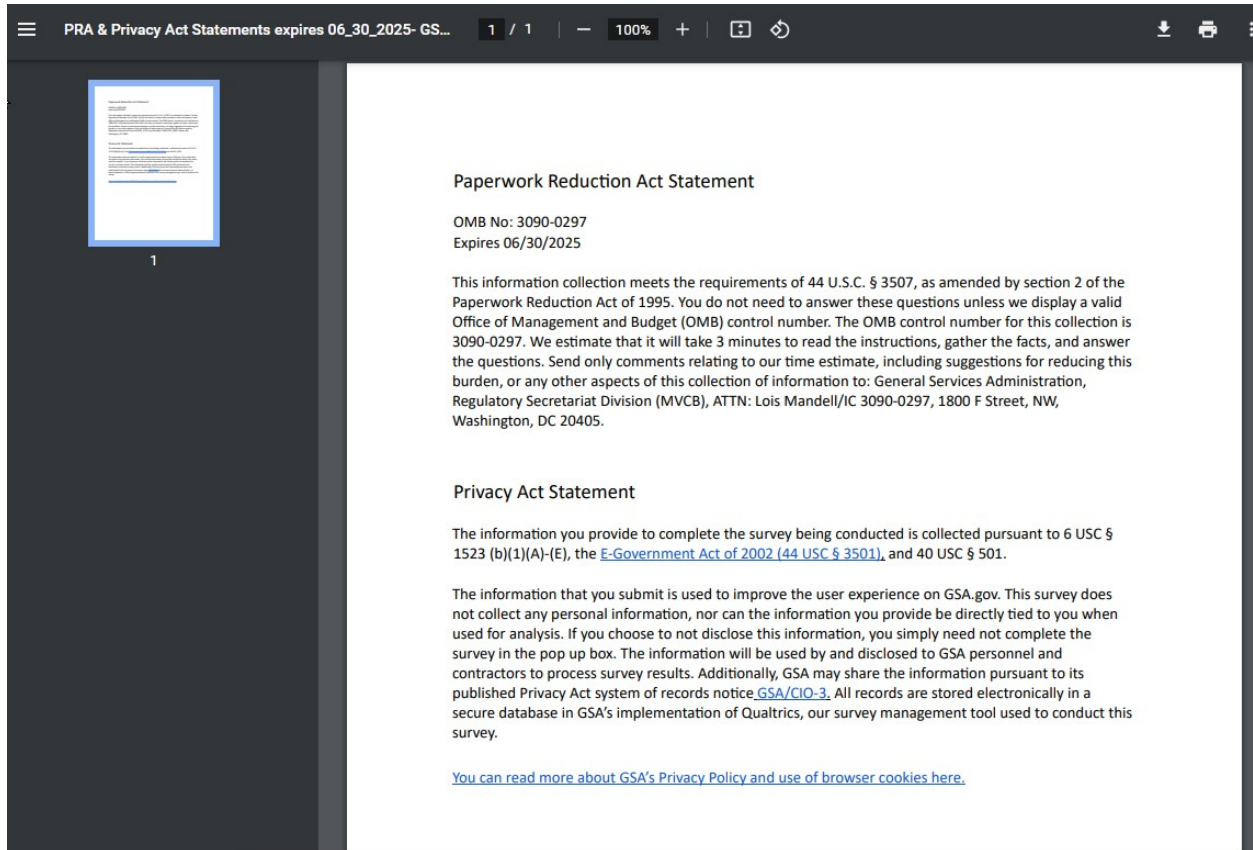 PRA & Privacy Act Statements expires 06_30_2025- GS...
1 / 1
100%
1
Paperwork Reduction Act Statement
OMB No: 3090-0297
Expires 06/30/2025
This information collection meets the requirements of 44 U.S.C. § 3507, as amended by section 2 of the
Paperwork Reduction Act of 1995. You do not need to answer these questions unless we display a valid
Office of Management and Budget (OMB) control number. The OMB control number for this collection is
3090-0297. We estimate that it will take 3 minutes to read the instructions, gather the facts, and answer
the questions. Send only comments relating to our time estimate, including suggestions for reducing this
burden, or any other aspects of this collection of information to: General Services Administration,
Regulatory Secretariat Division (MVCB), ATTN: Lois Mandell/IC 3090-0297, 1800 F Street, NW,
Washington, DC 20405.
Privacy Act Statement
The information you provide to complete the survey being conducted is collected pursuant to 6 USC §
1523 (b)(1)(A)-(E), the E-Government Act of 2002 (44 USC § 3501), and 40 USC § 501.
The information that you submit is used to improve the user experience on GSA.gov. This survey does
not collect any personal information, nor can the information you provide be directly tied to you when
used for analysis. If you choose to not disclose this information, you simply need not complete the
survey in the pop up box. The information will be used by and disclosed to GSA personnel and
contractors to process survey results. Additionally, GSA may share the information pursuant to its
published Privacy Act system of records notice GSA/CIO-3. All records are stored electronically in a
secure database in GSA's implementation of Qualtrics, our survey management tool used to conduct this
survey.
You can read more about GSA's Privacy Policy and use of browser cookies here.